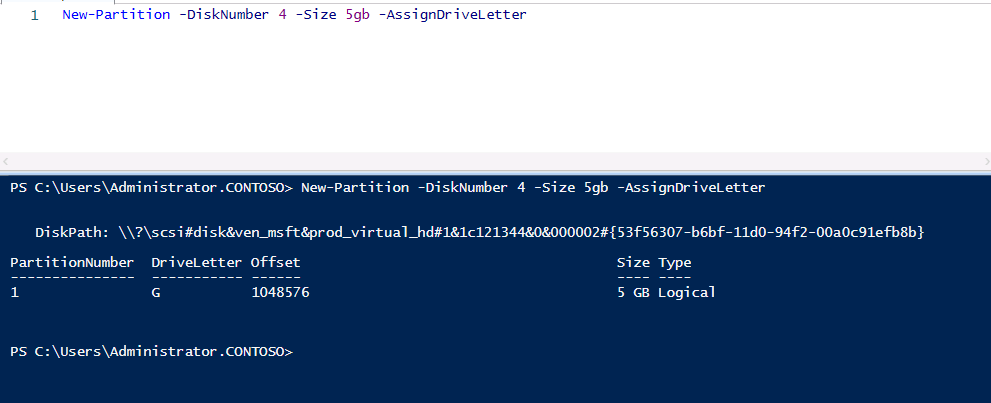 1 New-Partition -DiskNumber 4 -Size 5gb -AssignDriveLetter
PS C:\Users\Administrator.CONTOSO> New-Partition -DiskNumber 4 -Size 5gb -AssignDriveLetter
DiskPath: \\?\scsi#disk&ven_msft&prod_virtual_hd#1&1c121344&0&000002#{53f56307-b6bf-11d0-94f2-00a0c91efb8b}
PartitionNumber DriveLetter Offset Size Type
--------------- ----------- ------ ---- ----
1 G 1048576 5 GB Logical
PS C:\Users\Administrator.CONTOSO>